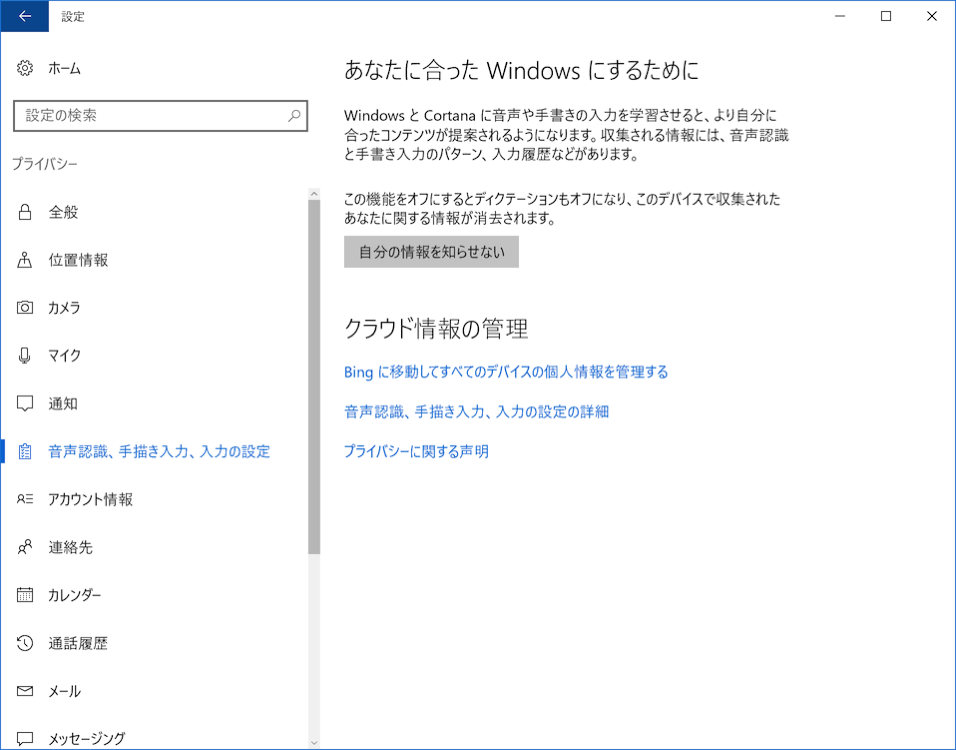 設定
ホーム
設定の検索
プライバシー
全般
位置情報
カメラ
マイク
通知
音声認識、手描き入力、入力の設定
アカウント情報
連絡先
カレンダー
通話履歴
メール
メッセージング
あなたに合った Windows にするために
Windows と Cortana に音声や手書きの入力を学習させると、より自分に
合ったコンテンツが提案されるようになります。収集される情報には、音声認識
と手書き入力のパターン、入力履歴などがあります。
この機能をオフにするとディクテーションもオフになり、このデバイスで収集された
あなたに関する情報が消去されます。
自分の情報を知らせない
クラウド情報の管理
Bing に移動してすべてのデバイスの個人情報を管理する
音声認識、手描き入力、入力の設定の詳細
プライバシーに関する声明